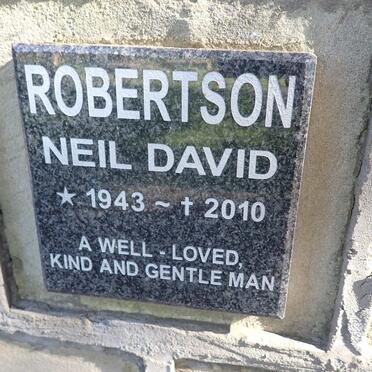 ROBERTSON
NEIL DAVID
★ 1943 ~ † 2010
A WELL - LOVED,
KIND AND GENTLE MAN